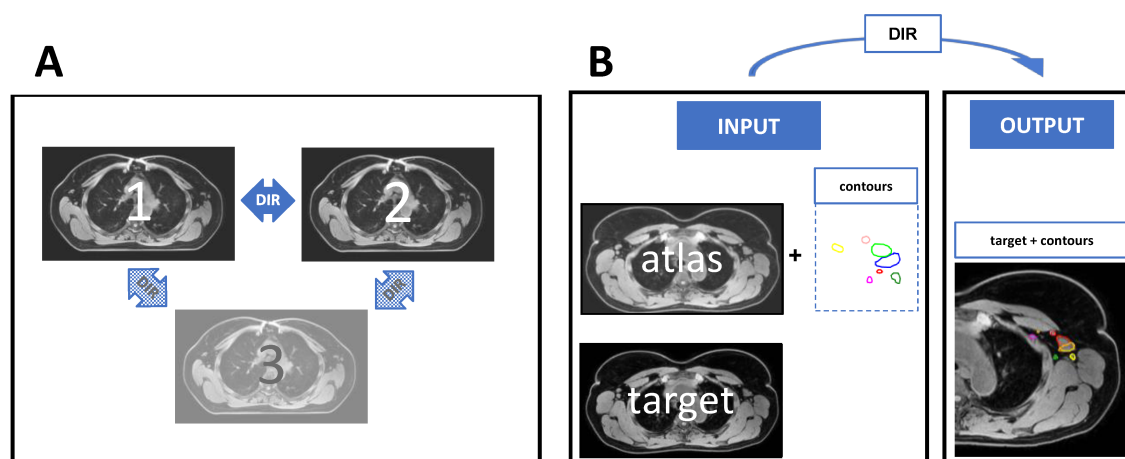 A
1
DIR
2
DIR
DIR
3
B
DIR
INPUT
contours
atlas
+
target
OUTPUT
target + contours